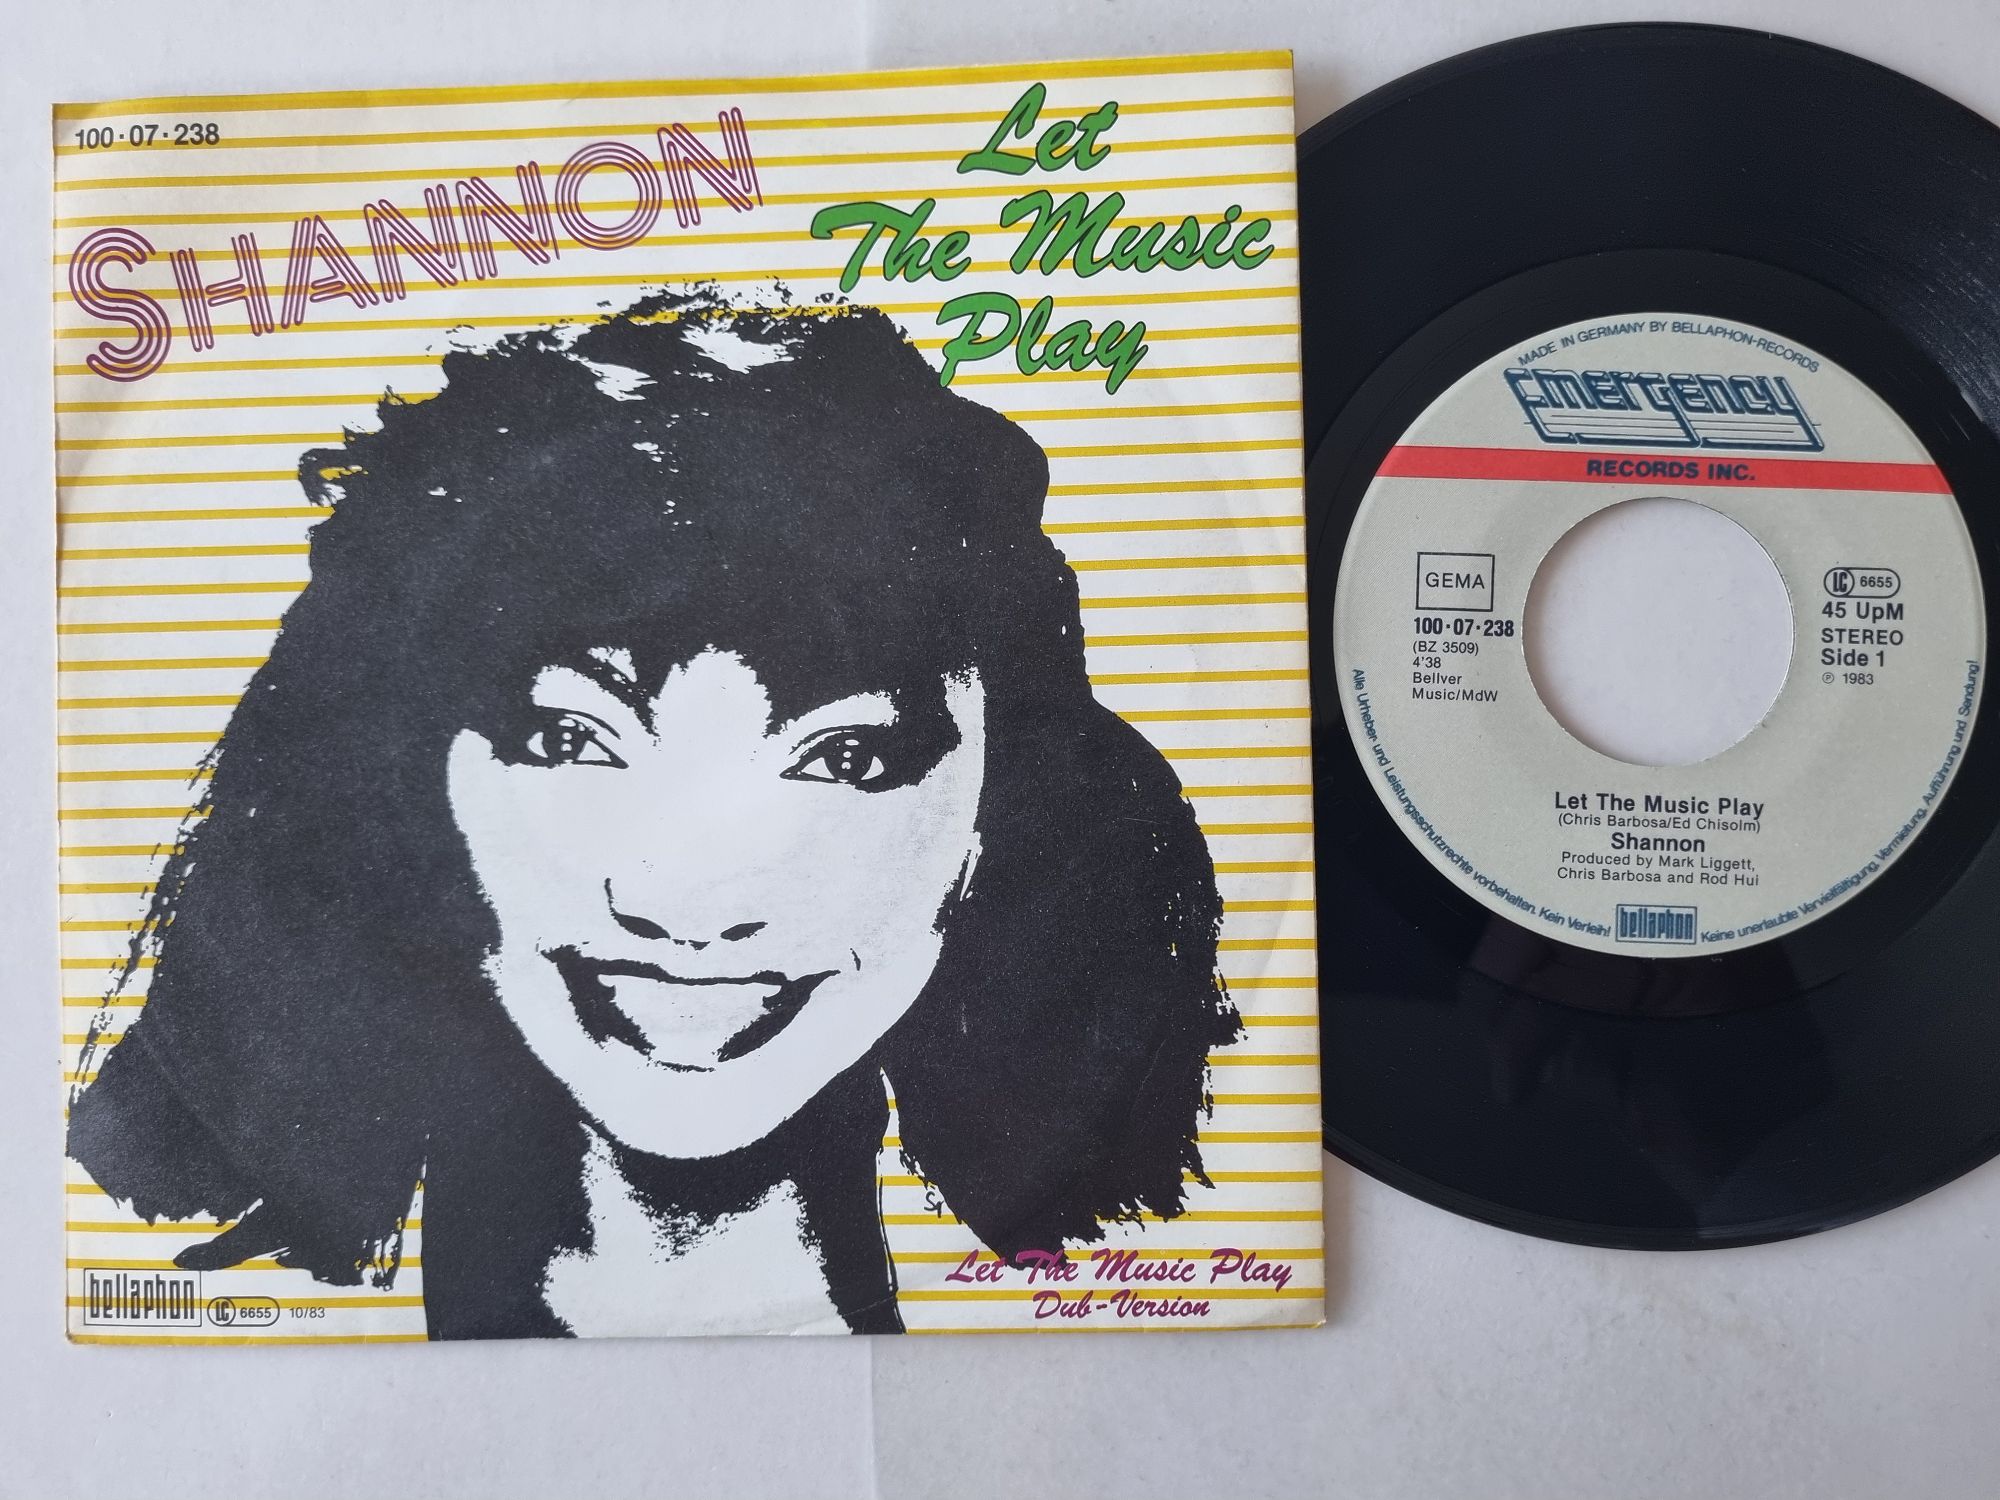 100·07·238
SHANNON
Let
The Music
Play
bellaphon
LC 6655
10/83
Let The Music Play
Dub-Version
MADE IN GERMANY BY BELLAPHON-RECORDS
Emergency
RECORDS INC.
GEMA
100·07·238
(BZ 3509)
4'38
Bellver
Music/MdW
LC 6655
45 UpM
STEREO
Side 1
℗ 1983
Let The Music Play
(Chris Barbosa/Ed Chisolm)
Shannon
Produced by Mark Liggett,
Chris Barbosa and Rod Hui
Alle Urheber- und Leistungsschutzrechte vorbehalten. Kein Verleih!
bellaphon
Keine unerlaubte Vervielfältigung, Vermietung, Aufführung und Sendung!